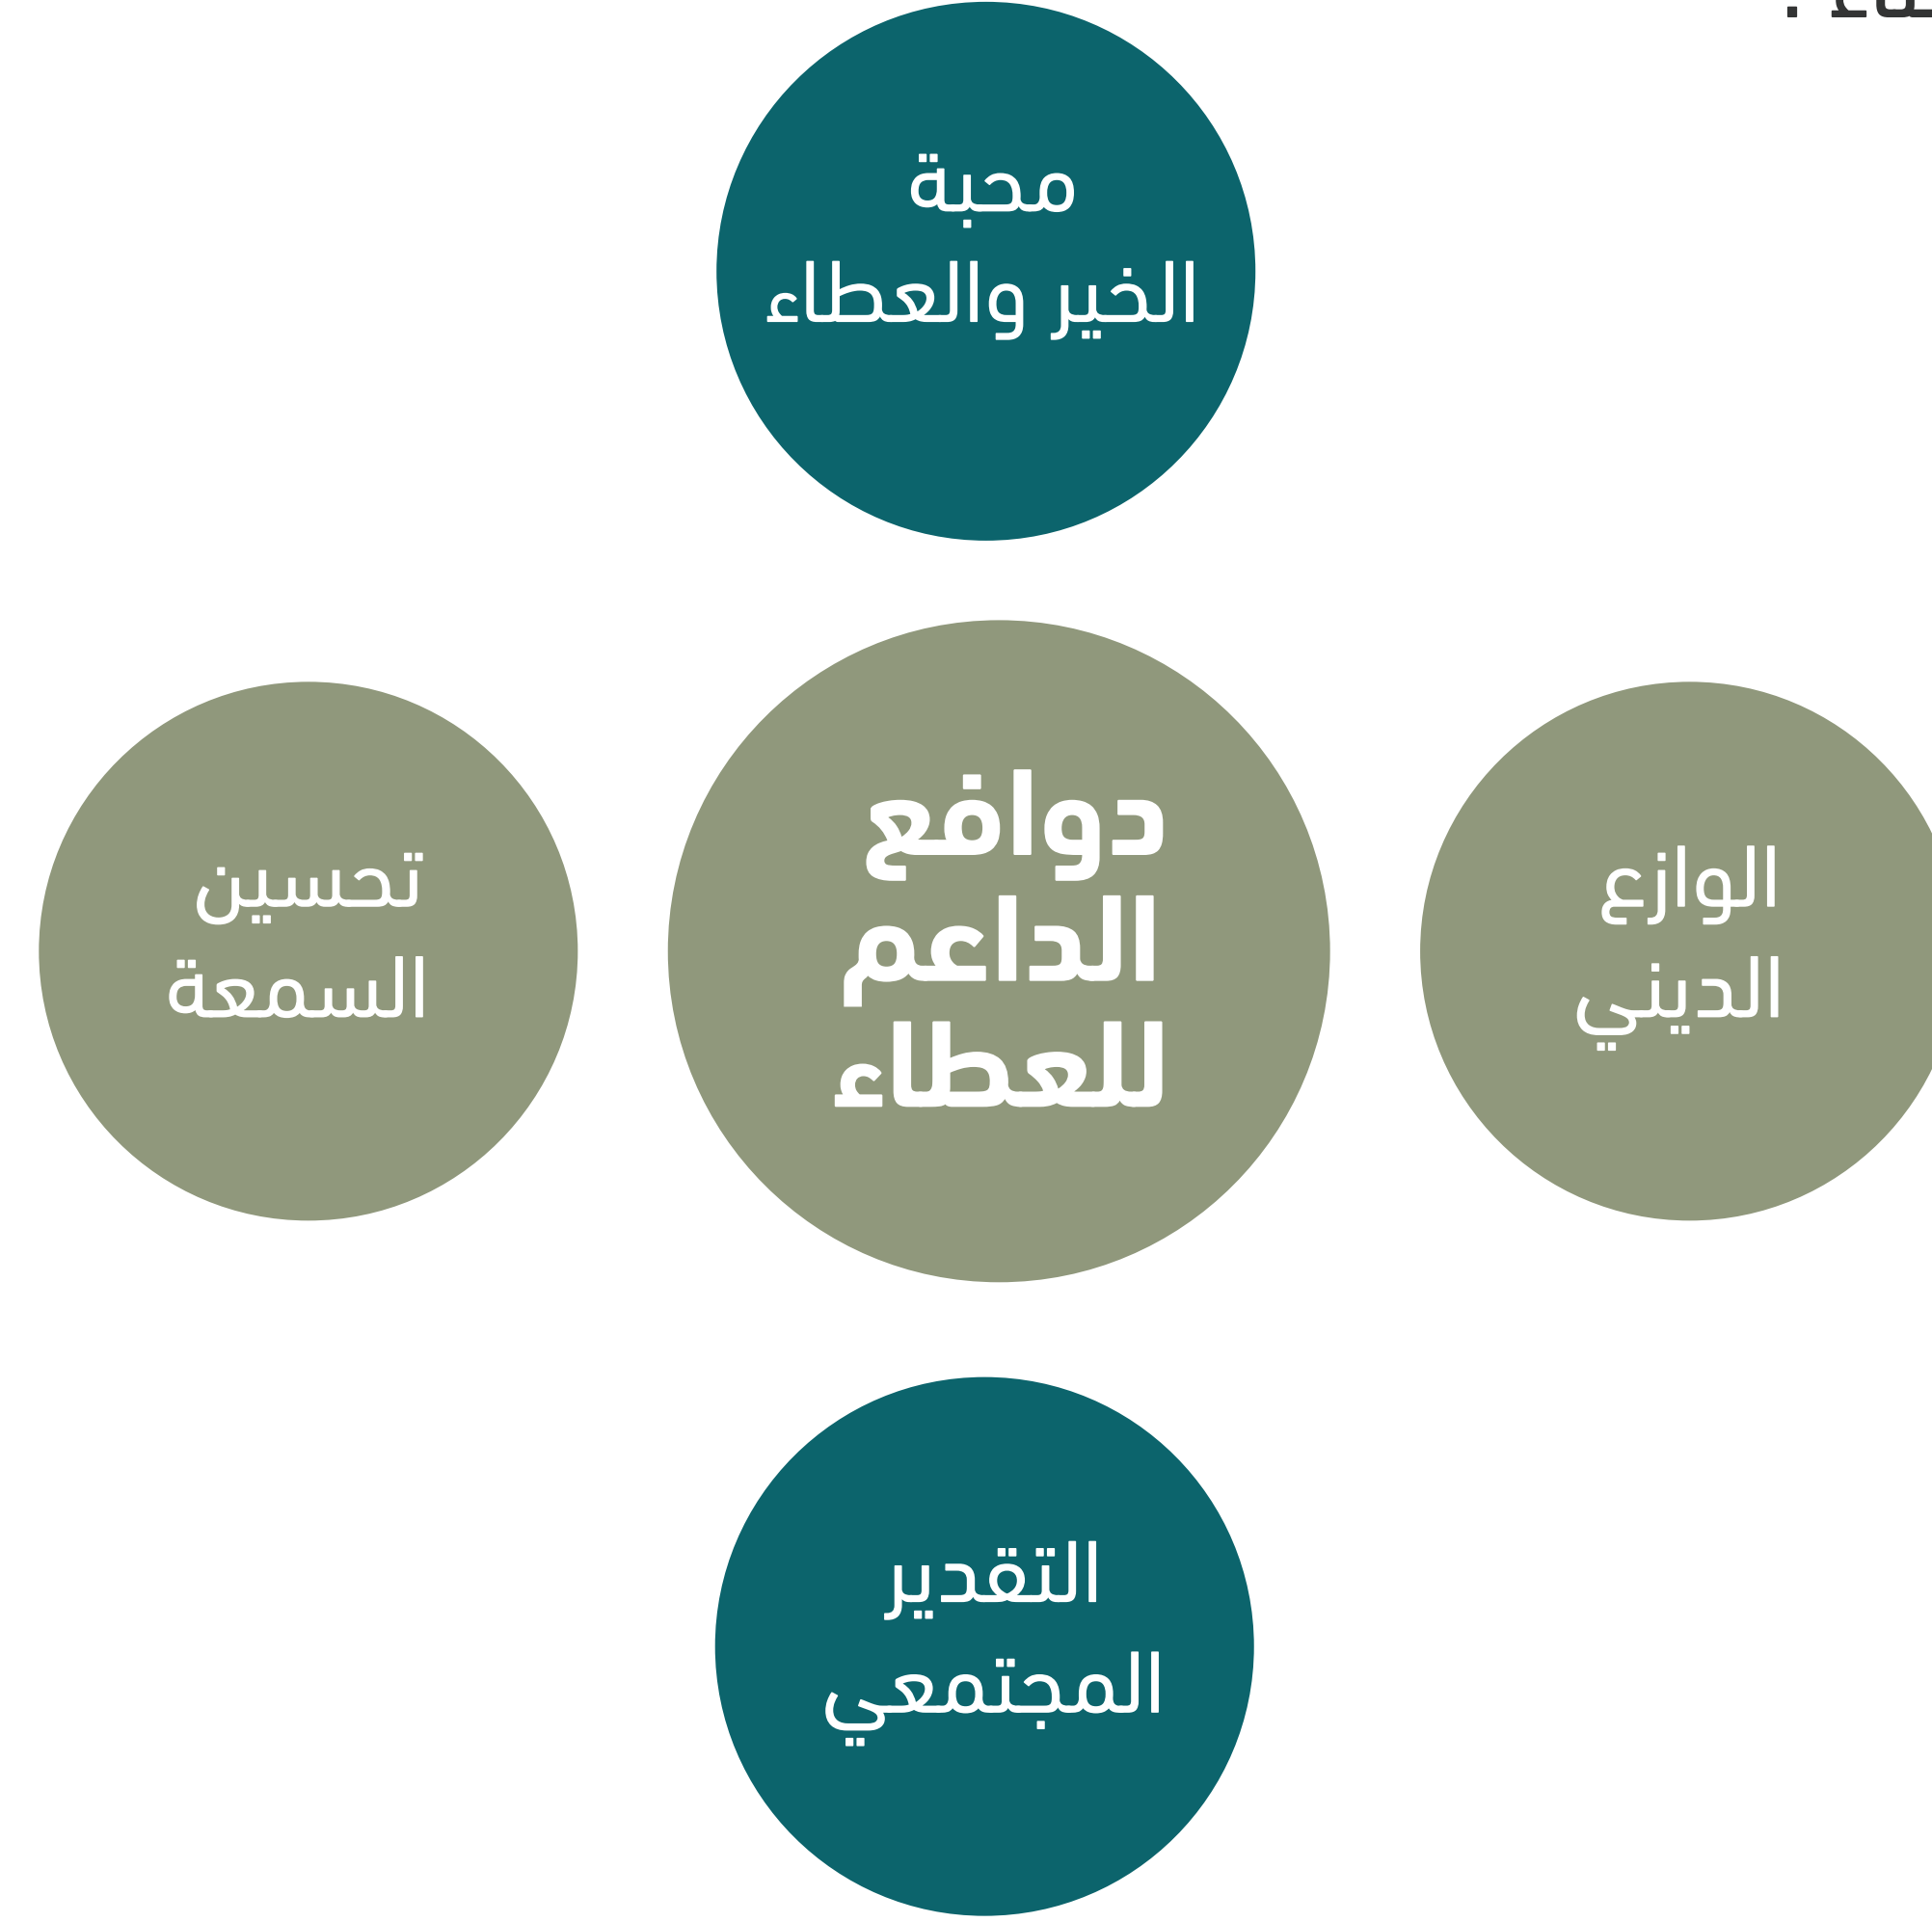 محبة
الخير والعطاء
الوازع
الديني
دوافع
الداعم
للعطاء
تحسين
السمعة
التقدير
المجتمعي